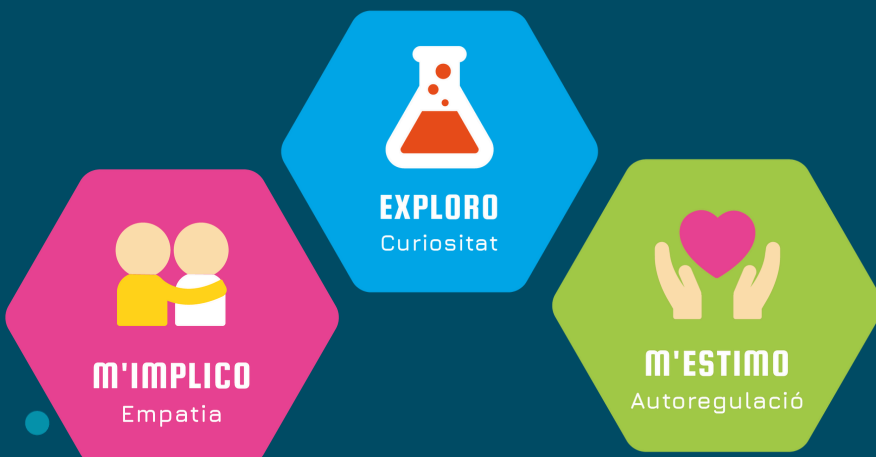 EXPLORO
Curiositat
M'IMPLICO
Empatia
M'ESTIMO
Autoregulació